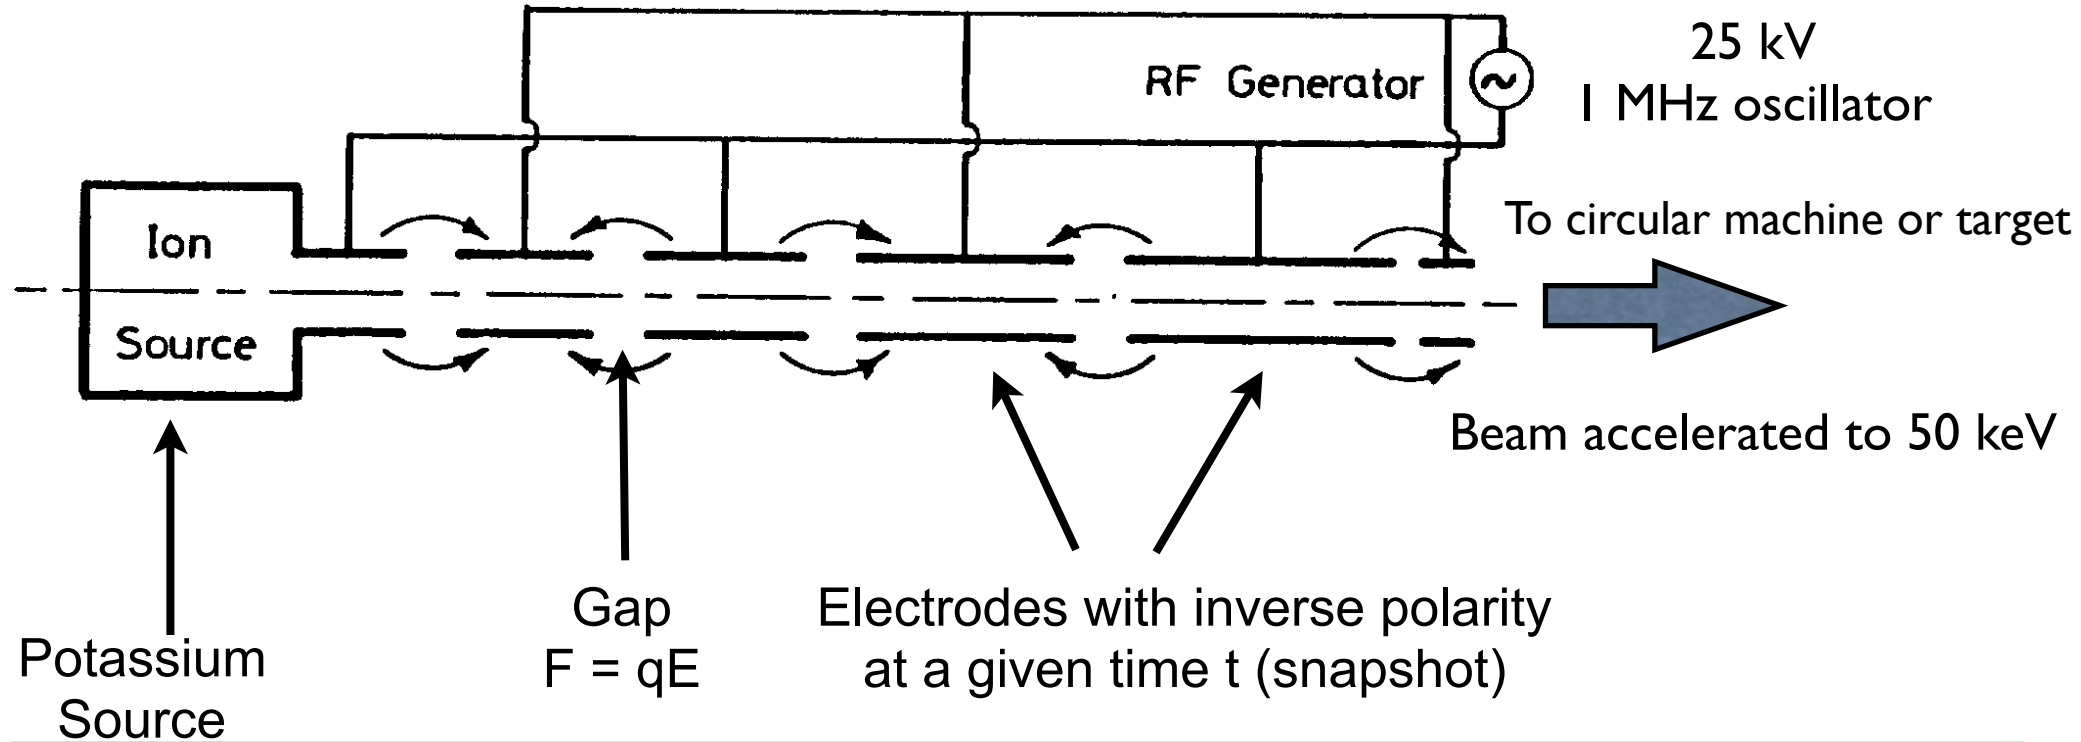 25 kV
1 MHz oscillator
RF Generator
To circular machine or target
Ion
Source
Beam accelerated to 50 keV
Gap
F = qE
Electrodes with inverse polarity
at a given time t (snapshot)
Potassium
Source